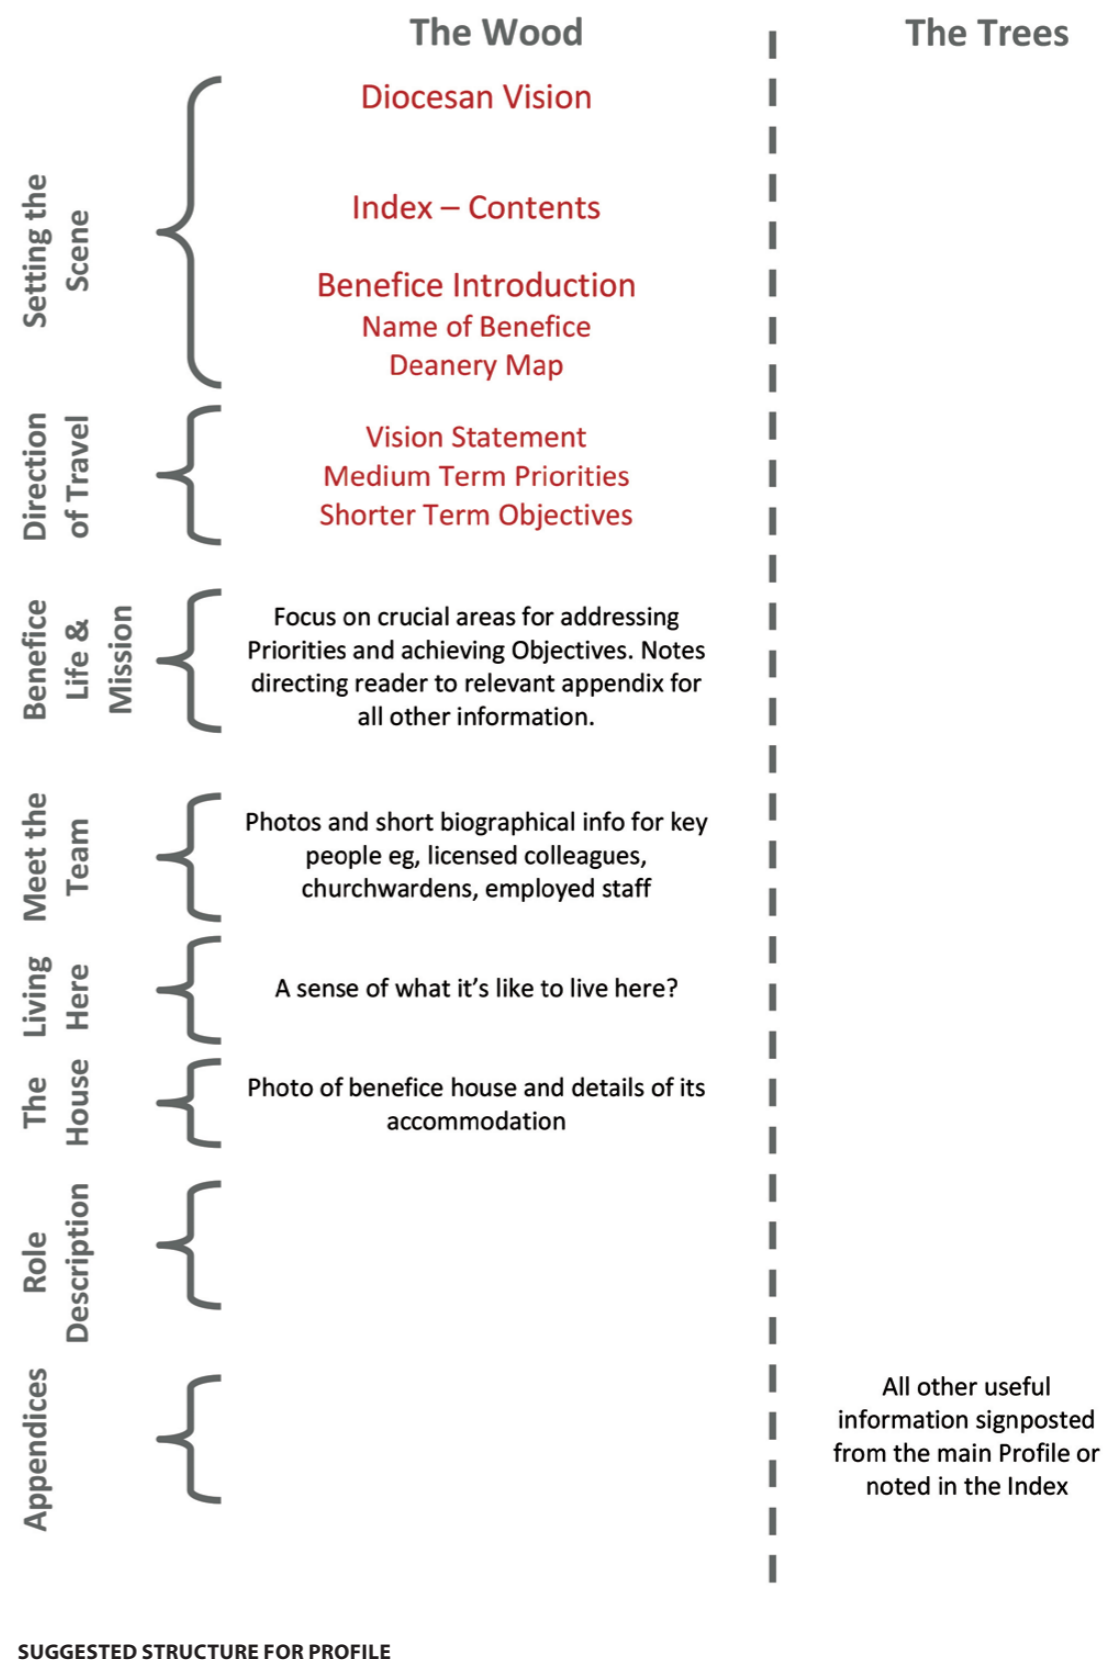 The Wood
The Trees
Setting the
Scene
Diocesan Vision
Index – Contents
Benefice Introduction
Name of Benefice
Deanery Map
Direction
of Travel
Vision Statement
Medium Term Priorities
Shorter Term Objectives
Benefice
Life &
Mission
Focus on crucial areas for addressing
Priorities and achieving Objectives. Notes
directing reader to relevant appendix for
all other information.
Meet the
Team
Photos and short biographical info for key
people eg, licensed colleagues,
churchwardens, employed staff
Living
Here
A sense of what it's like to live here?
The
House
Photo of benefice house and details of its
accommodation
Role
Description
Appendices
All other useful
information signposted
from the main Profile or
noted in the Index
SUGGESTED STRUCTURE FOR PROFILE